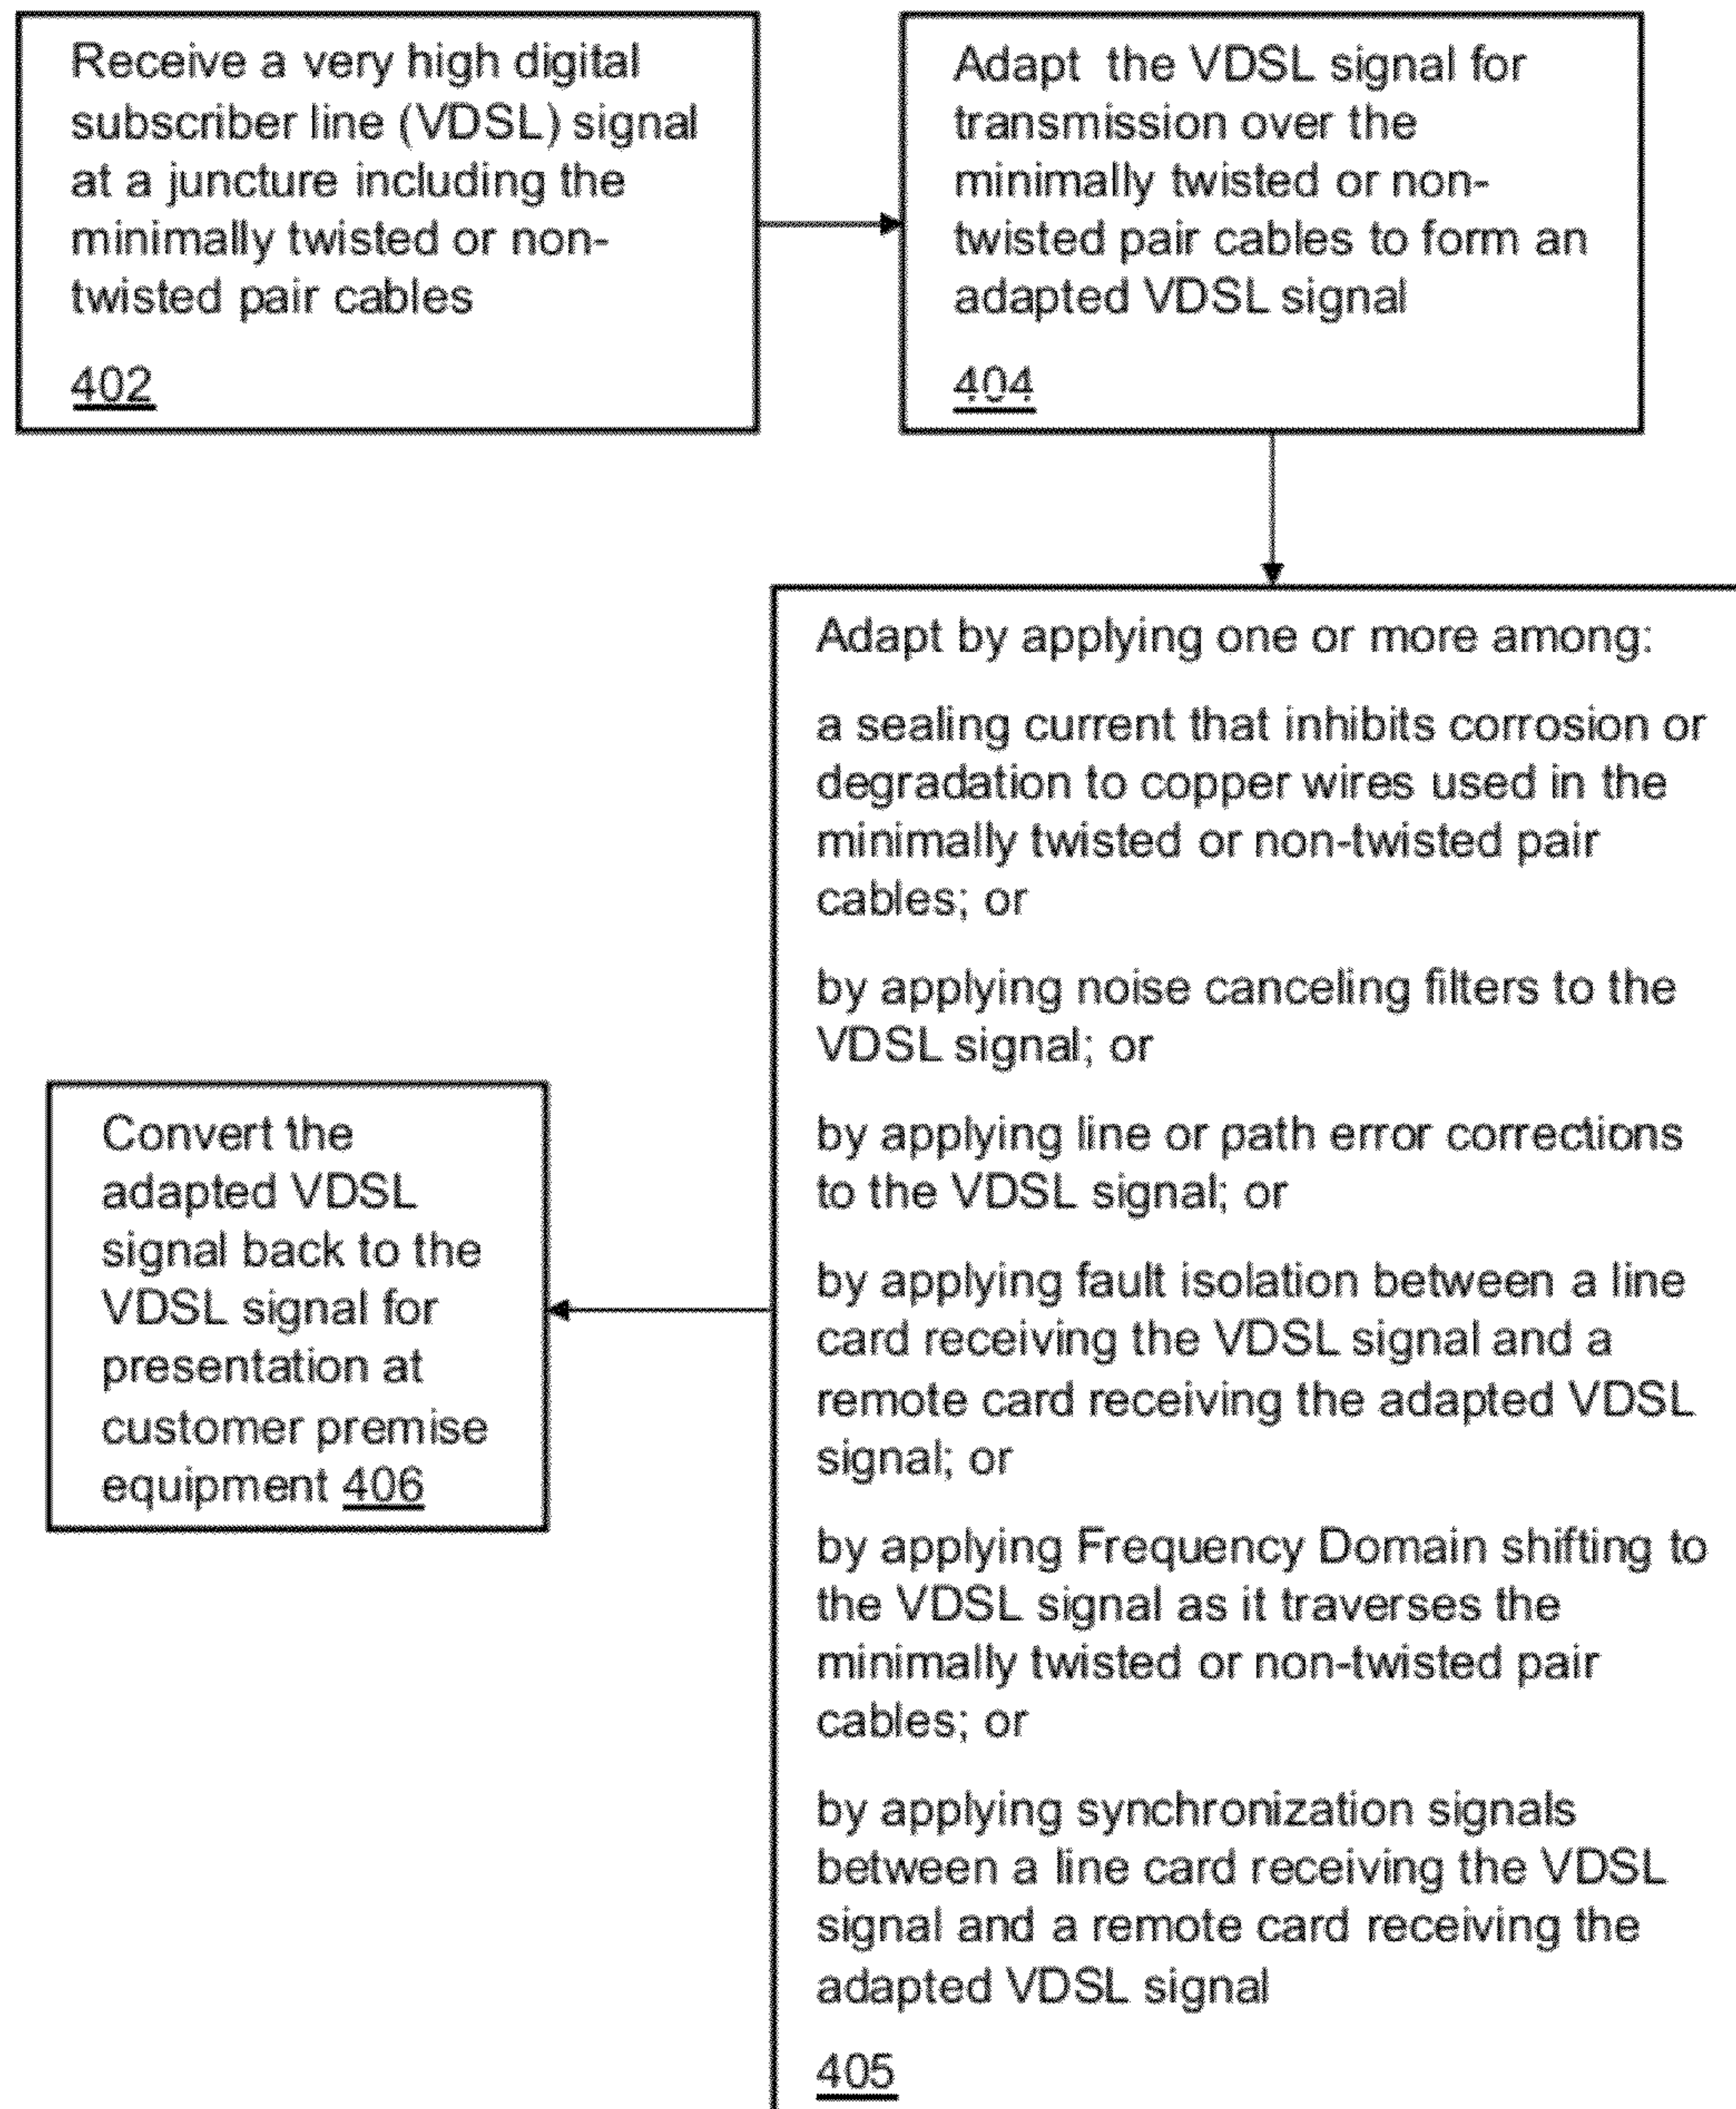 Receive a very high digital
subscriber line (VDSL) signal
at a juncture including the
minimally twisted or non-
twisted pair cables
402
Adapt the VDSL signal for
transmission over the
minimally twisted or non-
twisted pair cables to form an
adapted VDSL signal
404
Adapt by applying one or more among:
a sealing current that inhibits corrosion or
degradation to copper wires used in the
minimally twisted or non-twisted pair
cables; or
by applying noise canceling filters to the
VDSL signal; or
by applying line or path error corrections
to the VDSL signal; or
by applying fault isolation between a line
card receiving the VDSL signal and a
remote card receiving the adapted VDSL
signal; or
by applying Frequency Domain shifting to
the VDSL signal as it traverses the
minimally twisted or non-twisted pair
cables; or
by applying synchronization signals
between a line card receiving the VDSL
signal and a remote card receiving the
adapted VDSL signal
405
Convert the
adapted VDSL
signal back to the
VDSL signal for
presentation at
customer premise
equipment 406